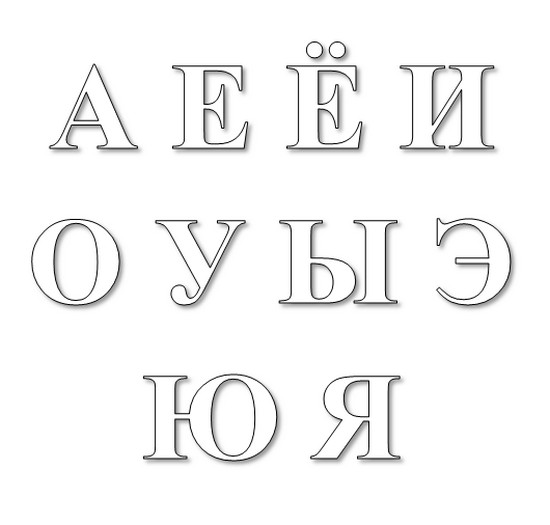 А Е Ё И
О У Ы Э
Ю Я